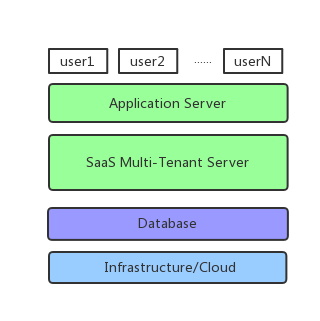 user1 user2 ...... userN
Application Server
SaaS Multi-Tenant Server
Database
Infrastructure/Cloud